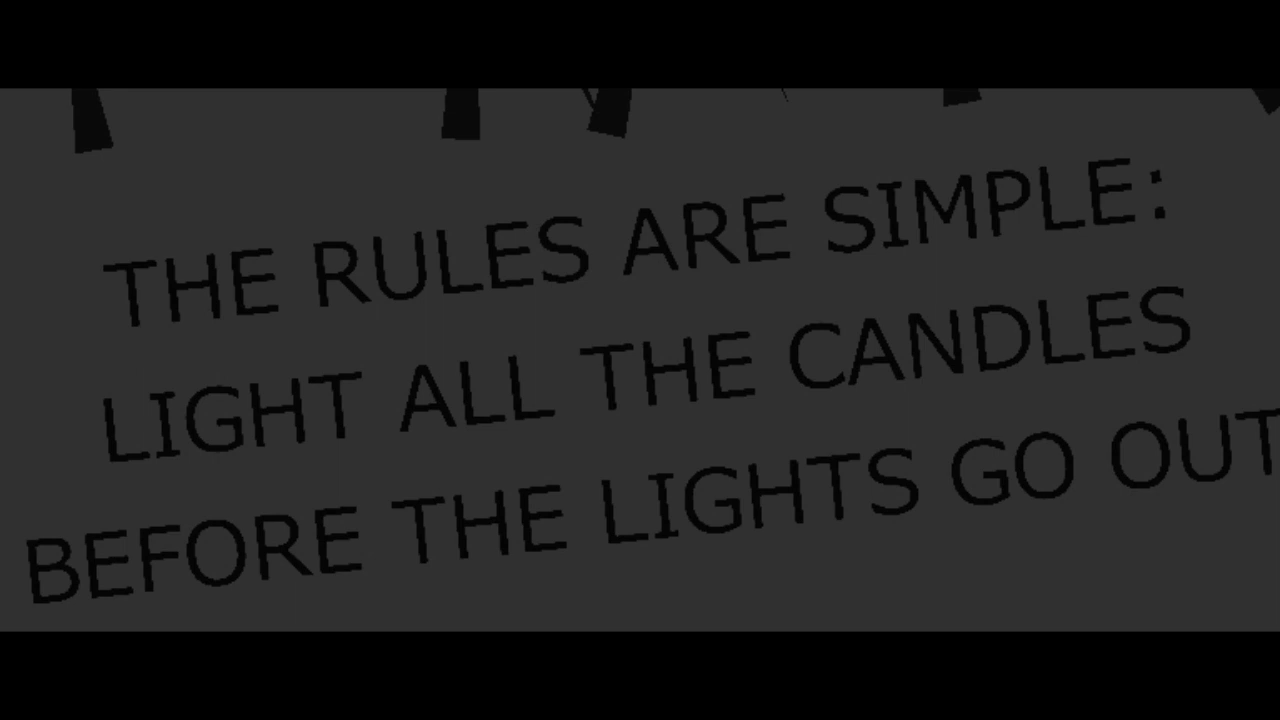 THE RULES ARE SIMPLE:
LIGHT ALL THE CANDLES
BEFORE THE LIGHTS GO OUT